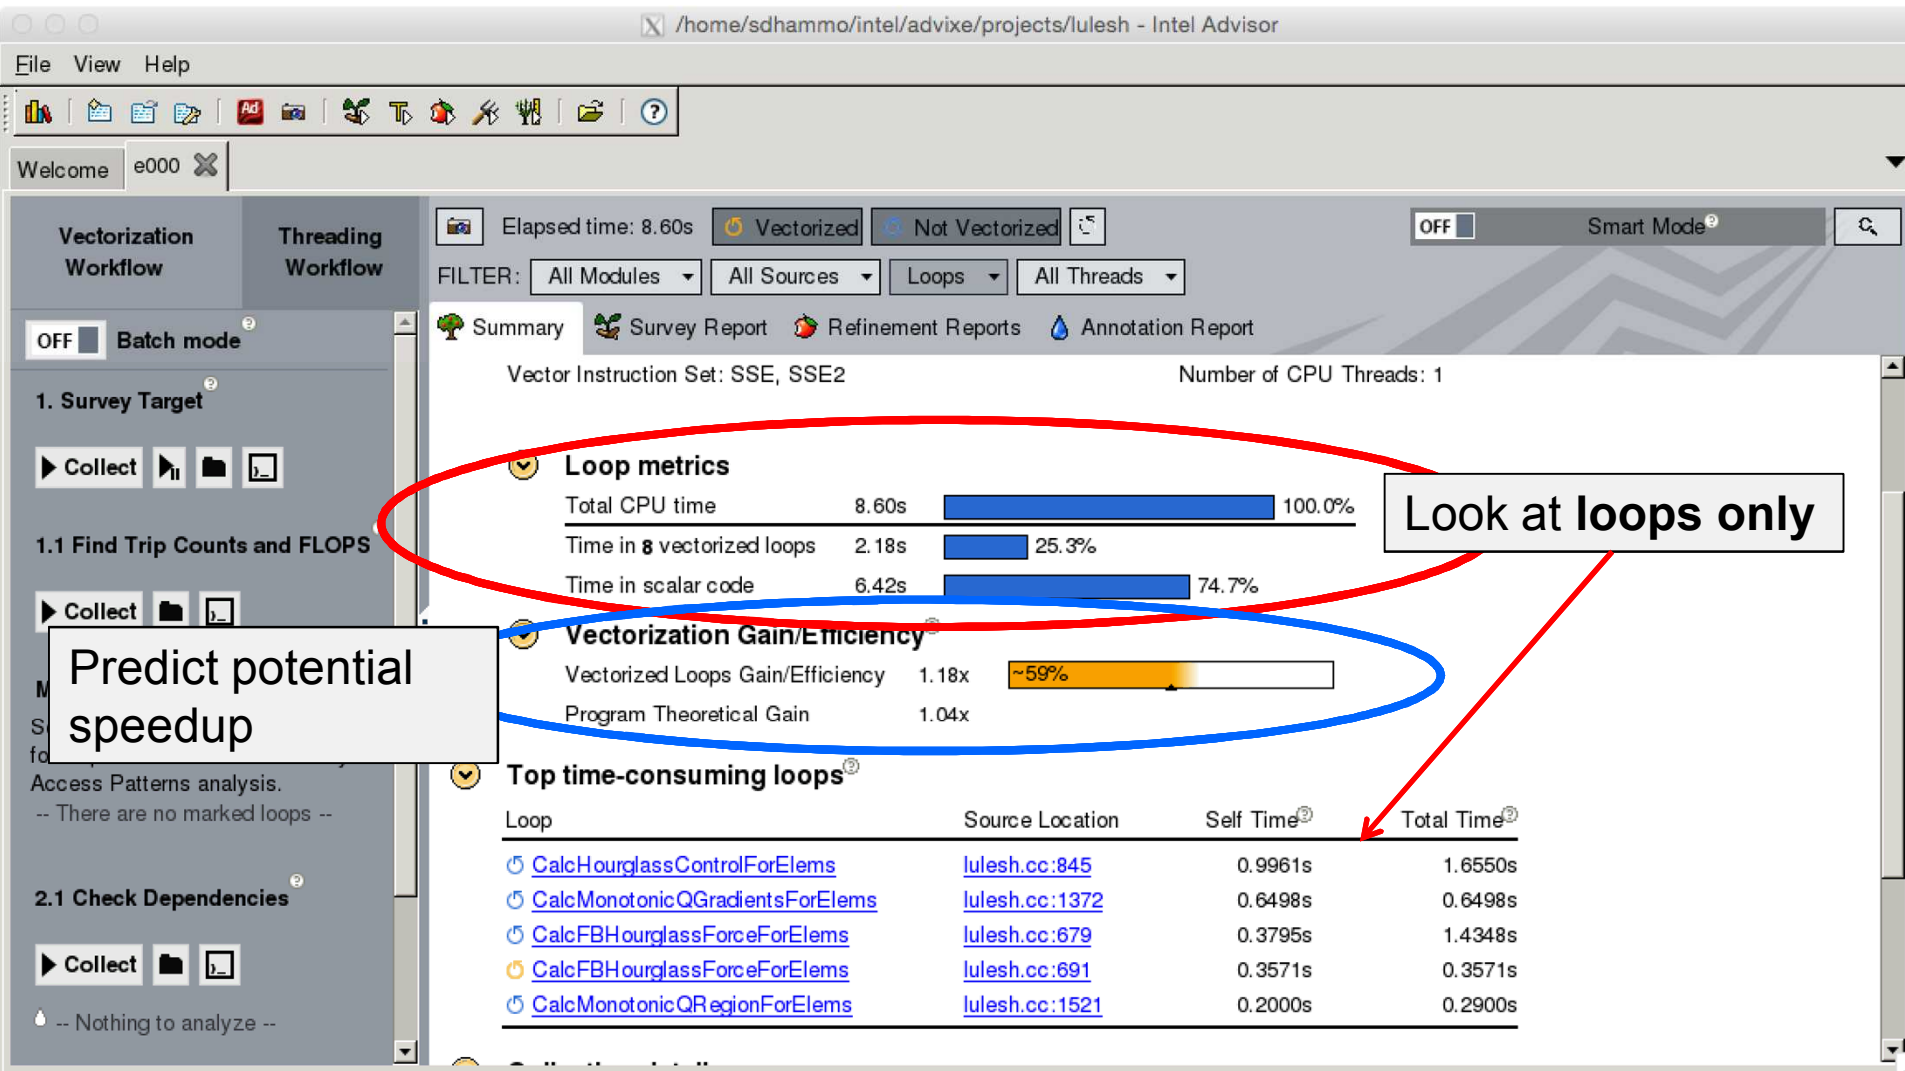 /home/sdhammo/intel/advixe/projects/lulesh - Intel Advisor
File View Help
Welcome e000
Vectorization Workflow
Threading Workflow
Elapsed time: 8.60s Vectorized Not Vectorized OFF Smart Mode
FILTER: All Modules All Sources Loops All Threads
OFF Batch mode
Summary Survey Report Refinement Reports Annotation Report
Vector Instruction Set: SSE, SSE2 Number of CPU Threads: 1
1. Survey Target
Collect
1.1 Find Trip Counts and FLOPS
Collect
Access Patterns analysis.
-- There are no marked loops --
2.1 Check Dependencies
Collect
-- Nothing to analyze --
Loop metrics
Total CPU time 8.60s 100.0%
Time in 8 vectorized loops 2.18s 25.3%
Time in scalar code 6.42s 74.7%
Look at loops only
Vectorization Gain/Efficiency
Vectorized Loops Gain/Efficiency 1.18x ~59%
Program Theoretical Gain 1.04x
Predict potential
speedup
Top time-consuming loops
Loop Source Location Self Time Total Time
CalcHourglassControlForElems lulesh.cc:845 0.9961s 1.6550s
CalcMonotonicQGradientsForElems lulesh.cc:1372 0.6498s 0.6498s
CalcFBHourglassForceForElems lulesh.cc:679 0.3795s 1.4348s
CalcFBHourglassForceForElems lulesh.cc:691 0.3571s 0.3571s
CalcMonotonicQRegionForElems lulesh.cc:1521 0.2000s 0.2900s